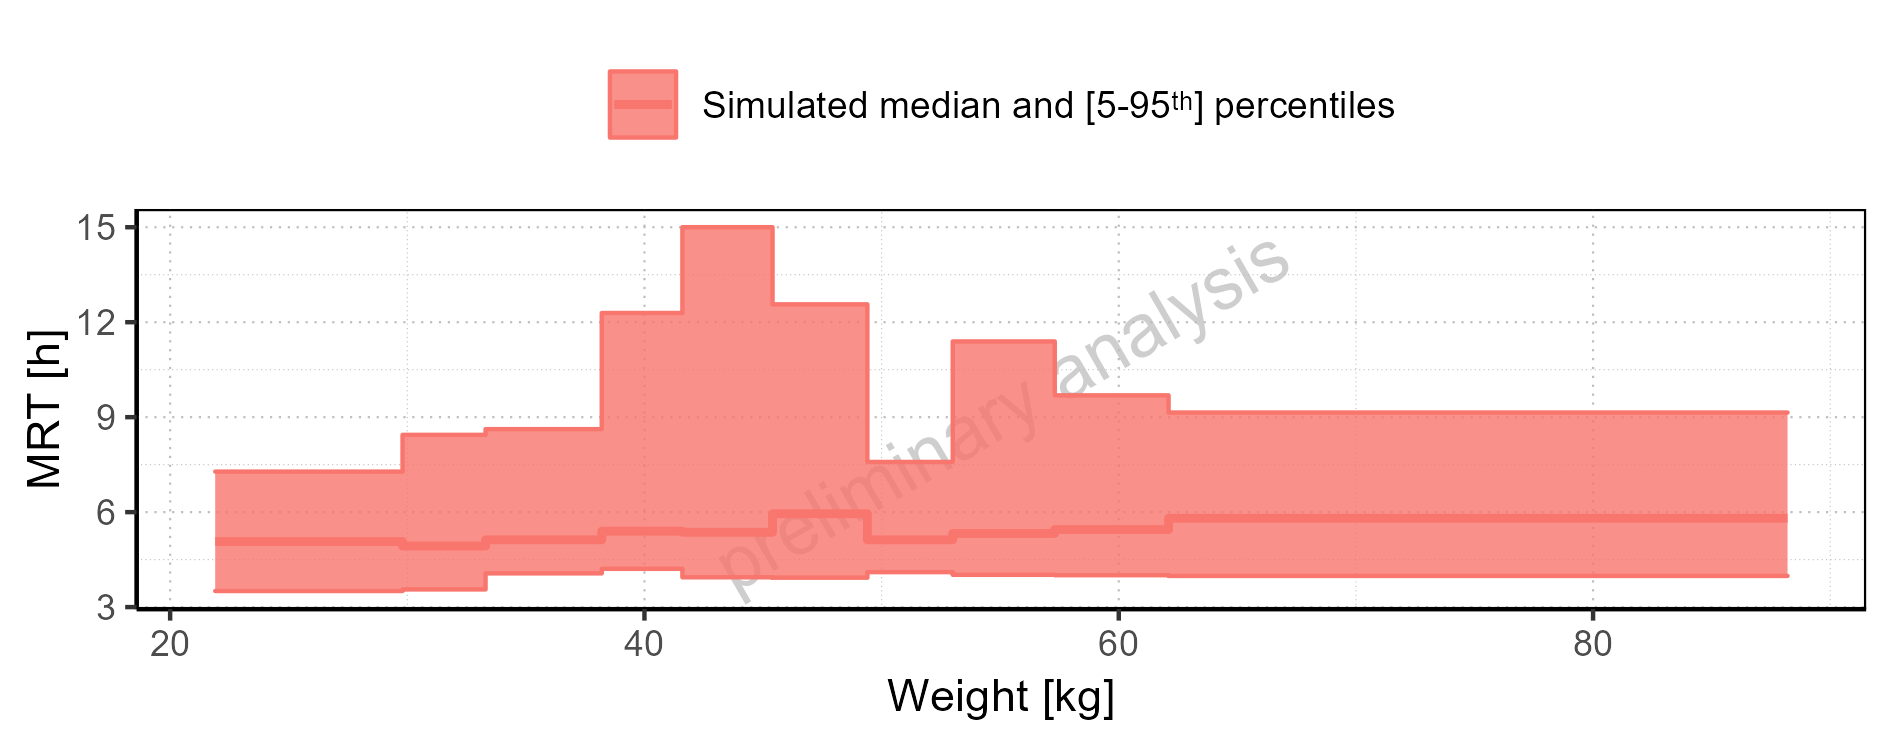 Simulated median and [5-95th] percentiles
15
12
9
6
3
MRT [h]
preliminary analysis
20 40 60 80
Weight [kg]